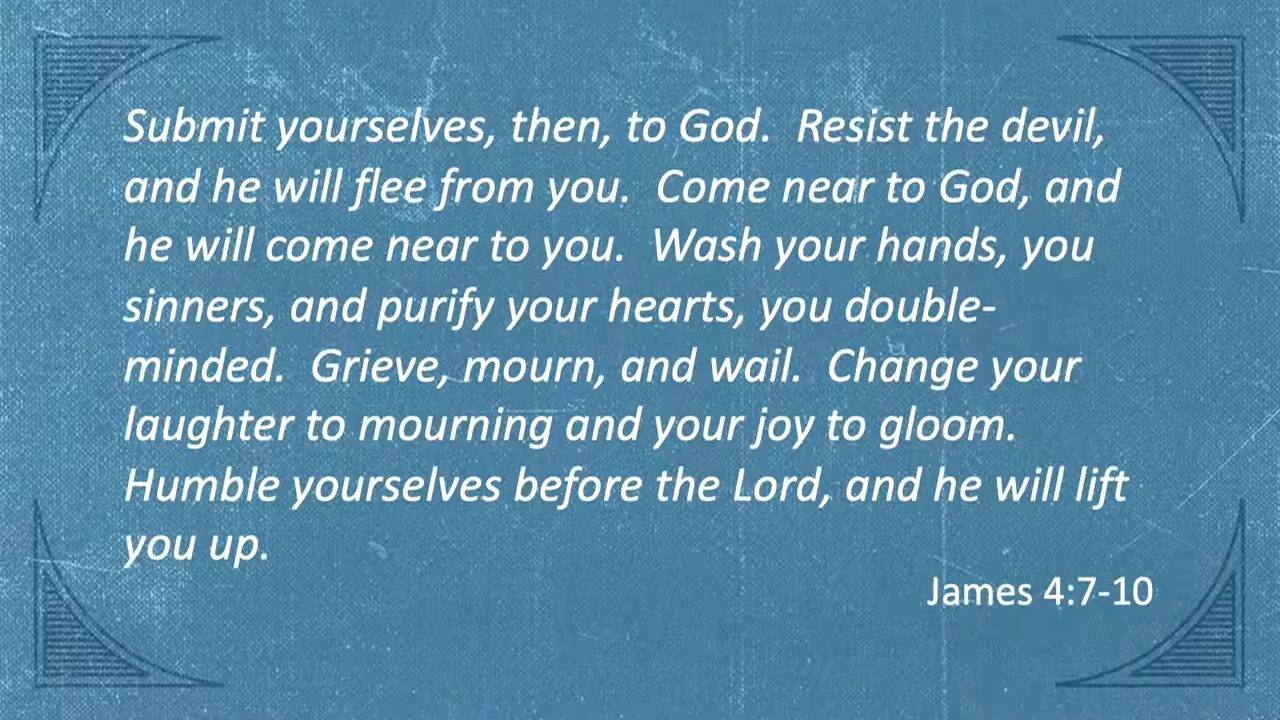 Submit yourselves, then, to God.  Resist the devil,
and he will flee from you.  Come near to God, and
he will come near to you.  Wash your hands, you
sinners, and purify your hearts, you double-
minded.  Grieve, mourn, and wail.  Change your
laughter to mourning and your joy to gloom.
Humble yourselves before the Lord, and he will lift
you up.
James 4:7-10